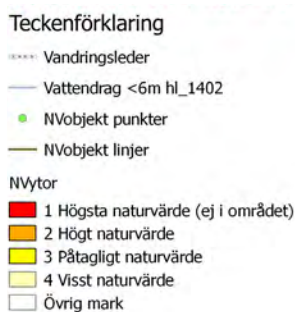 Teckenförklaring
Vandringsleder
Vattendrag <6m hl_1402
NVobjekt punkter
NVobjekt linjer
NVytor
1 Högsta naturvärde (ej i området)
2 Högt naturvärde
3 Påtagligt naturvärde
4 Visst naturvärde
Övrig mark